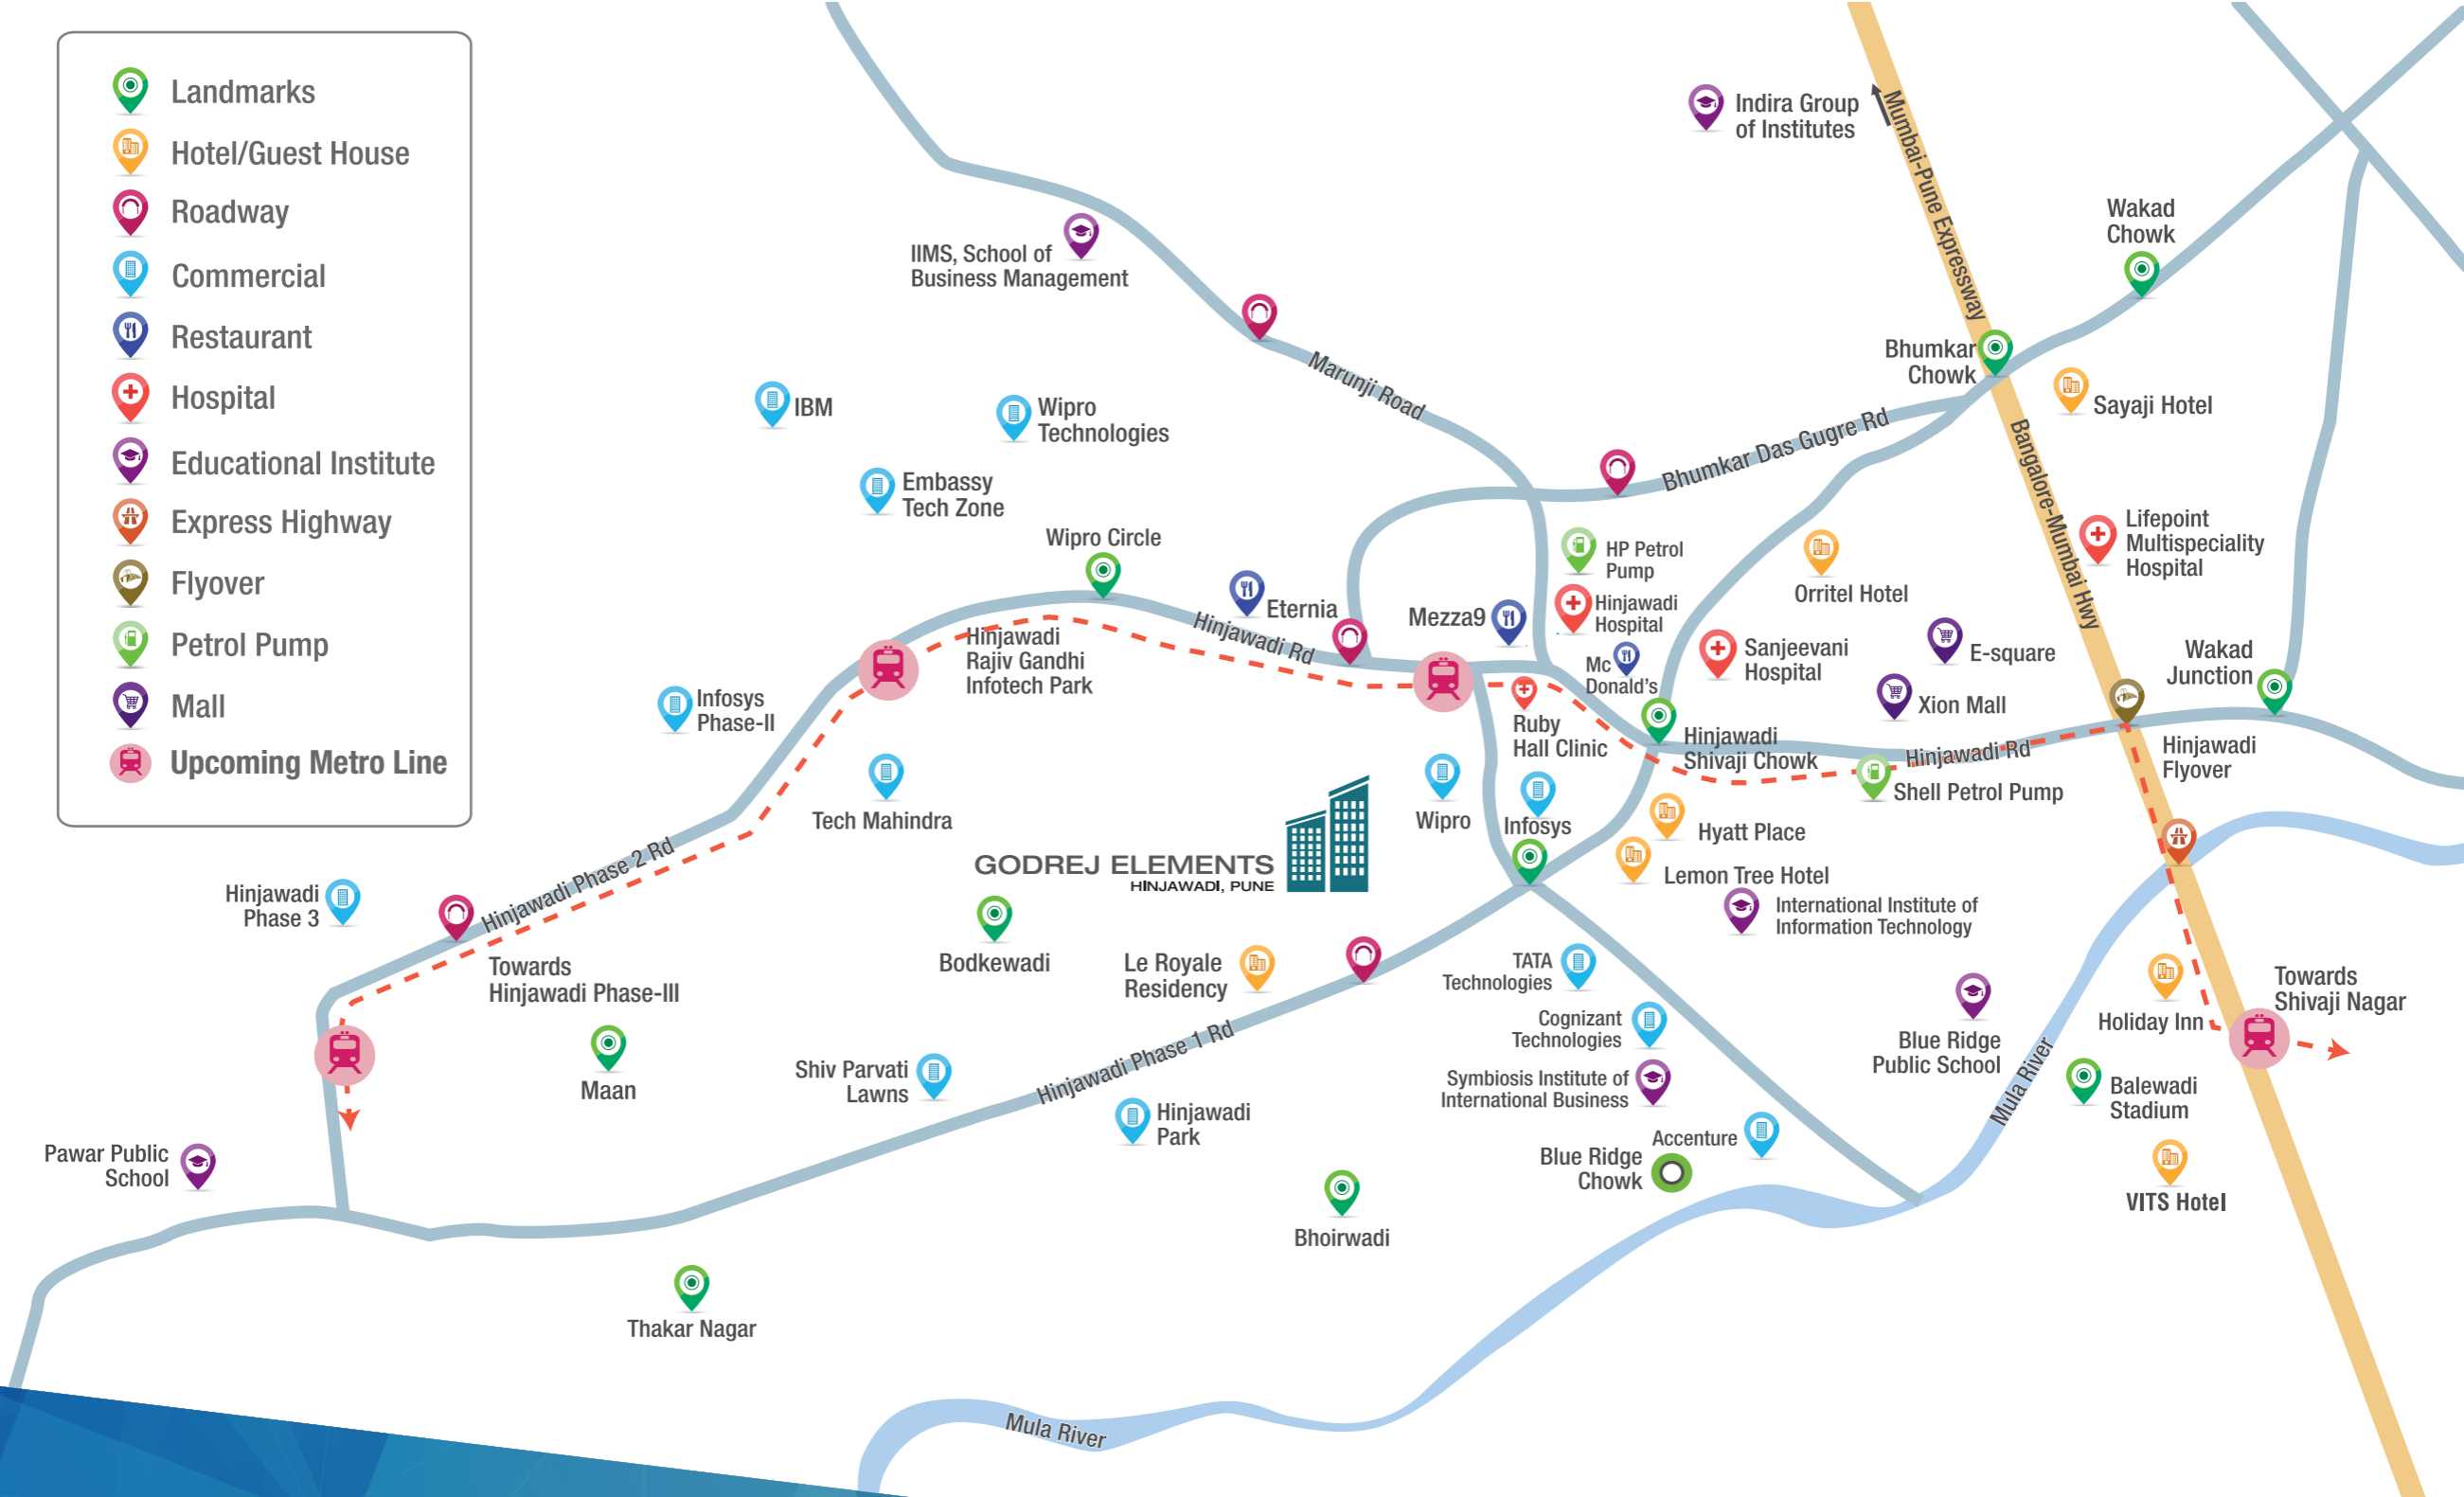 Landmarks
Hotel/Guest House
Roadway
Commercial
Restaurant
Hospital
Educational Institute
Express Highway
Flyover
Petrol Pump
Mall
Upcoming Metro Line
Indira Group
of Institutes
Mumbai-Pune Expressway
Wakad
Chowk
IIMS, School of
Business Management
Marunji Road
Bhumkar
Chowk
Sayaji Hotel
IBM
Wipro
Technologies
Bhumkar Das Gugre Rd
Bangalore-Mumbai Hwy
Embassy
Tech Zone
Wipro Circle
HP Petrol
Pump
Lifepoint
Multispeciality
Hospital
Orritel Hotel
Eternia
Mezza9
Hinjawadi
Hospital
Hinjawadi Rd
Hinjawadi
Rajiv Gandhi
Infotech Park
Mc
Donald's
Sanjeevani
Hospital
E-square
Wakad
Junction
Infosys
Phase-II
Xion Mall
Ruby
Hall Clinic
Hinjawadi
Shivaji Chowk
Hinjawadi Rd
Hinjawadi
Flyover
Shell Petrol Pump
Tech Mahindra
Wipro
Infosys
Hyatt Place
GODREJ ELEMENTS
HINJAWADI, PUNE
Lemon Tree Hotel
Hinjawadi Phase 2 Rd
Hinjawadi
Phase 3
International Institute of
Information Technology
Bodkewadi
Le Royale
Residency
TATA
Technologies
Towards
Hinjawadi Phase-III
Towards
Shivaji Nagar
Holiday Inn
Cognizant
Technologies
Blue Ridge
Public School
Mula River
Maan
Shiv Parvati
Lawns
Hinjawadi Phase 1 Rd
Symbiosis Institute of
International Business
Balewadi
Stadium
Hinjawadi
Park
Accenture
Pawar Public
School
Blue Ridge
Chowk
VITS Hotel
Bhoirwadi
Thakar Nagar
Mula River